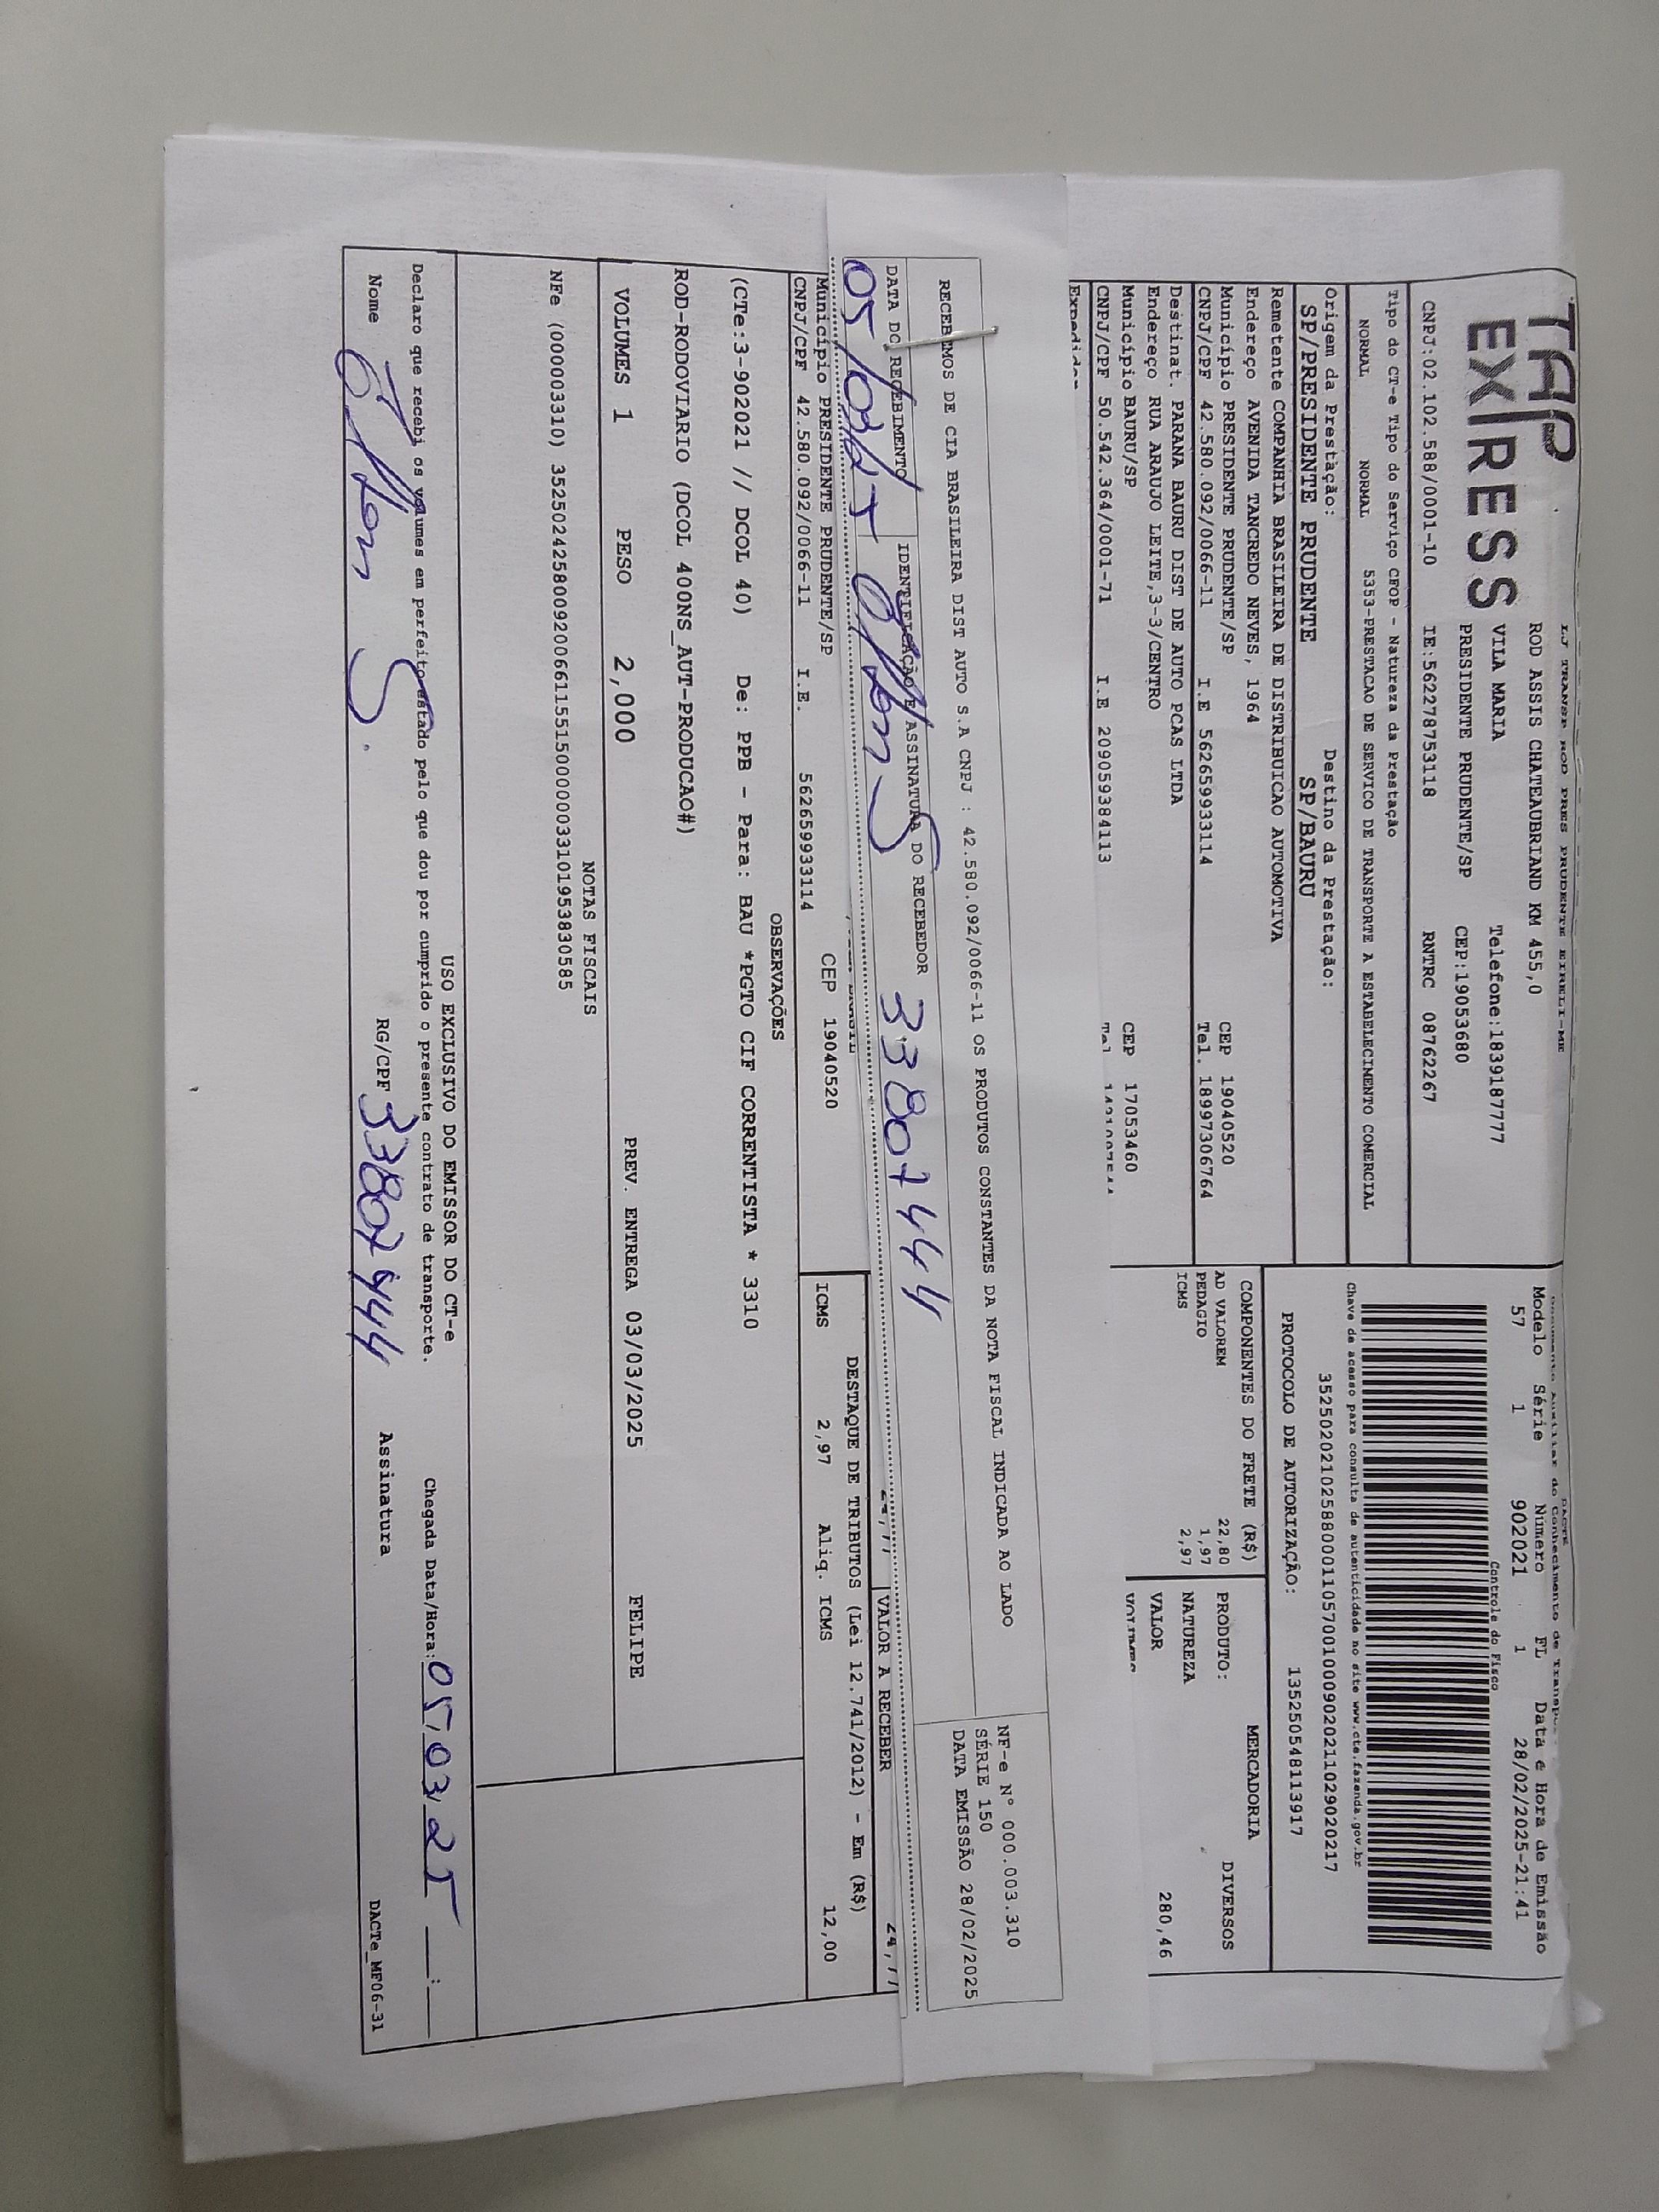 TAP
EXPRESS
LJ TRANSP ROD PRES PRUDENTE EIRELI-ME
ROD ASSIS CHATEAUBRIAND KM 455,0
VILA MARIA Telefone:1839187777
PRESIDENTE PRUDENTE/SP CEP:19053680
CNPJ:02.102.588/0001-10 IE:562278753118 RNTRC 08762267
Tipo do CT-e Tipo do Serviço CFOP - Natureza da Prestação
NORMAL NORMAL 5353-PRESTACAO DE SERVICO DE TRANSPORTE A ESTABELECIMENTO COMERCIAL
Origem da Prestação: Destino da Prestação:
SP/PRESIDENTE PRUDENTE SP/BAURU
Remetente COMPANHIA BRASILEIRA DE DISTRIBUICAO AUTOMOTIVA
Endereço AVENIDA TANCREDO NEVES, 1964
Município PRESIDENTE PRUDENTE/SP CEP 19040520
CNPJ/CPF 42.580.092/0066-11 I.E 562659933114 Tel. 18997306764
Destinat. PARANA BAURU DIST DE AUTO PCAS LTDA
Endereço RUA ARAUJO LEITE,3-3/CENTRO
Município BAURU/SP CEP 17053460
CNPJ/CPF 50.542.364/0001-71 I.E 209059384113 Tel
DACTE
Documento Auxiliar do Conhecimento de Transp
Modelo Série Número FL Data e Hora de Emissão
57 1 902021 1 28/02/2025-21:41
Controle do Fisco
Chave de acesso para consulta de autenticidade no site www.cte.fazenda.gov.br
35250202102588000110570010009020211029020217
PROTOCOLO DE AUTORIZAÇÃO: 135250548113917
COMPONENTES DO FRETE (R$)
AD VALOREM 22,80
PEDAGIO 1,97
ICMS 2,97
MERCADORIA
PRODUTO: DIVERSOS
NATUREZA
VALOR 280,46
RECEBEMOS DE CIA BRASILEIRA DIST AUTO S.A CNPJ : 42.580.092/0066-11 OS PRODUTOS CONSTANTES DA NOTA FISCAL INDICADA AO LADO
NF-e Nº 000.003.310
SÉRIE 150
DATA EMISSÃO 28/02/2025
DATA DO RECEBIMENTO IDENTIFICAÇÃO E ASSINATURA DO RECEBEDOR
33807444
VALOR A RECEBER
Município PRESIDENTE PRUDENTE/SP CEP 19040520
CNPJ/CPF 42.580.092/0066-11 I.E. 562659933114
DESTAQUE DE TRIBUTOS (Lei 12.741/2012) - Em (R$)
ICMS 2,97 Aliq. ICMS 12,00
OBSERVAÇÕES
(CTe:3-902021 // DCOL 40) De: PPB - Para: BAU *PGTO CIF CORRENTISTA * 3310
ROD-RODOVIARIO (DCOL 400NS_AUT-PRODUCAO#)
VOLUMES 1 PESO 2,000 PREV. ENTREGA 03/03/2025 FELIPE
NOTAS FISCAIS
NFe (000003310) 35250242580092006611551500000033101953830585
USO EXCLUSIVO DO EMISSOR DO CT-e
Declaro que recebi os volumes em perfeito estado pelo que dou por cumprido o presente contrato de transporte. Chegada Data/Hora: 05/03/25 __:__
Nome RG/CPF 33807444 Assinatura
DACTe_MF06-31